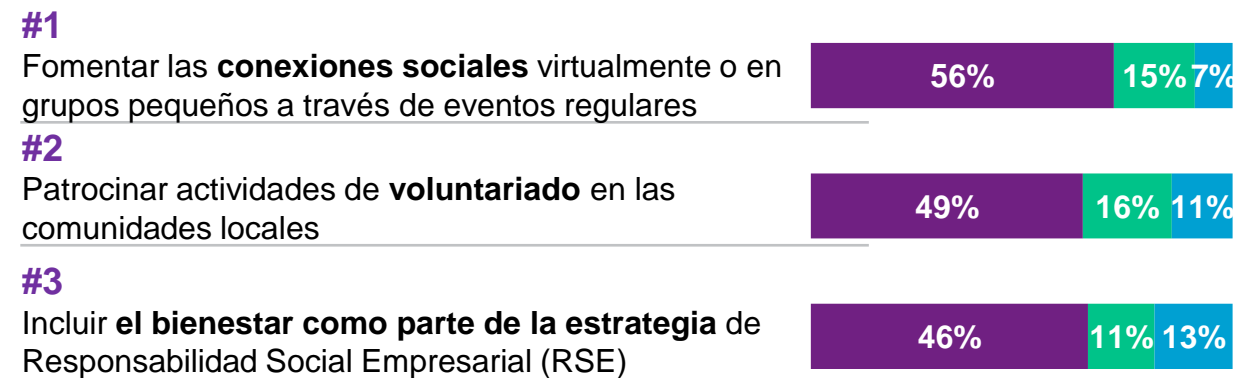 #1
Fomentar las conexiones sociales virtualmente o en
grupos pequeños a través de eventos regulares
56% 15% 7%
#2
Patrocinar actividades de voluntariado en las
comunidades locales
49% 16% 11%
#3
Incluir el bienestar como parte de la estrategia de
Responsabilidad Social Empresarial (RSE)
46% 11% 13%